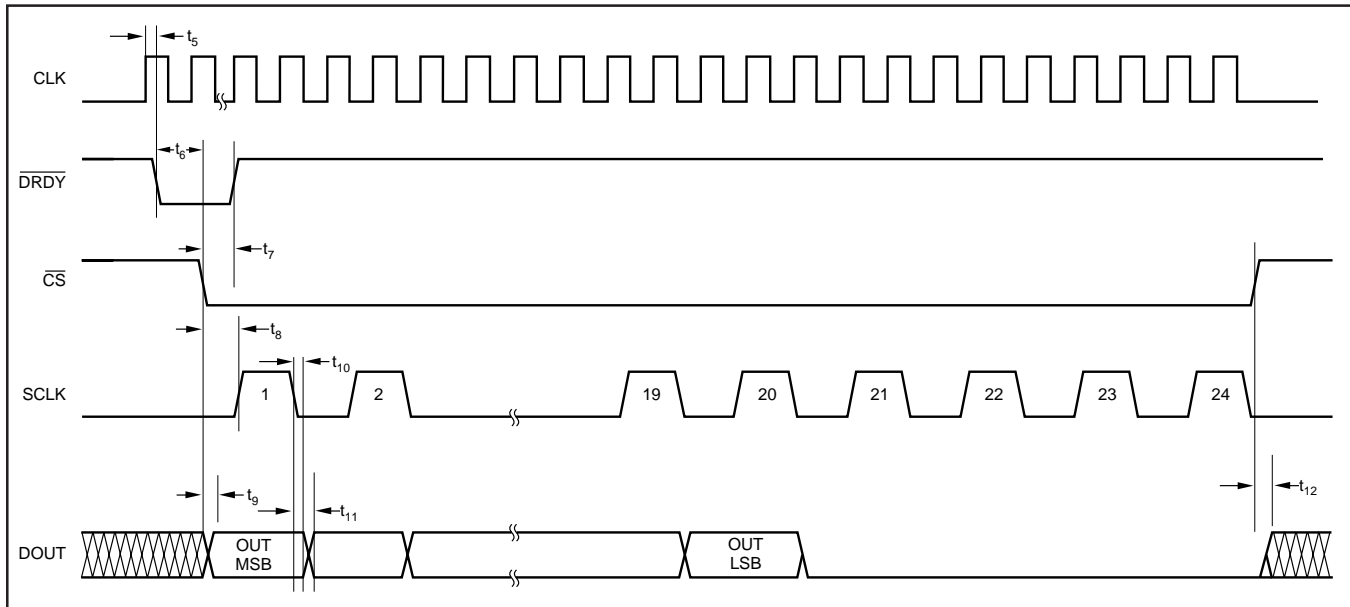 t5
CLK
t6
DRDY
t7
CS
t8
t10
SCLK
1
2
19
20
21
22
23
24
t9
t11
t12
DOUT
OUT
MSB
OUT
LSB